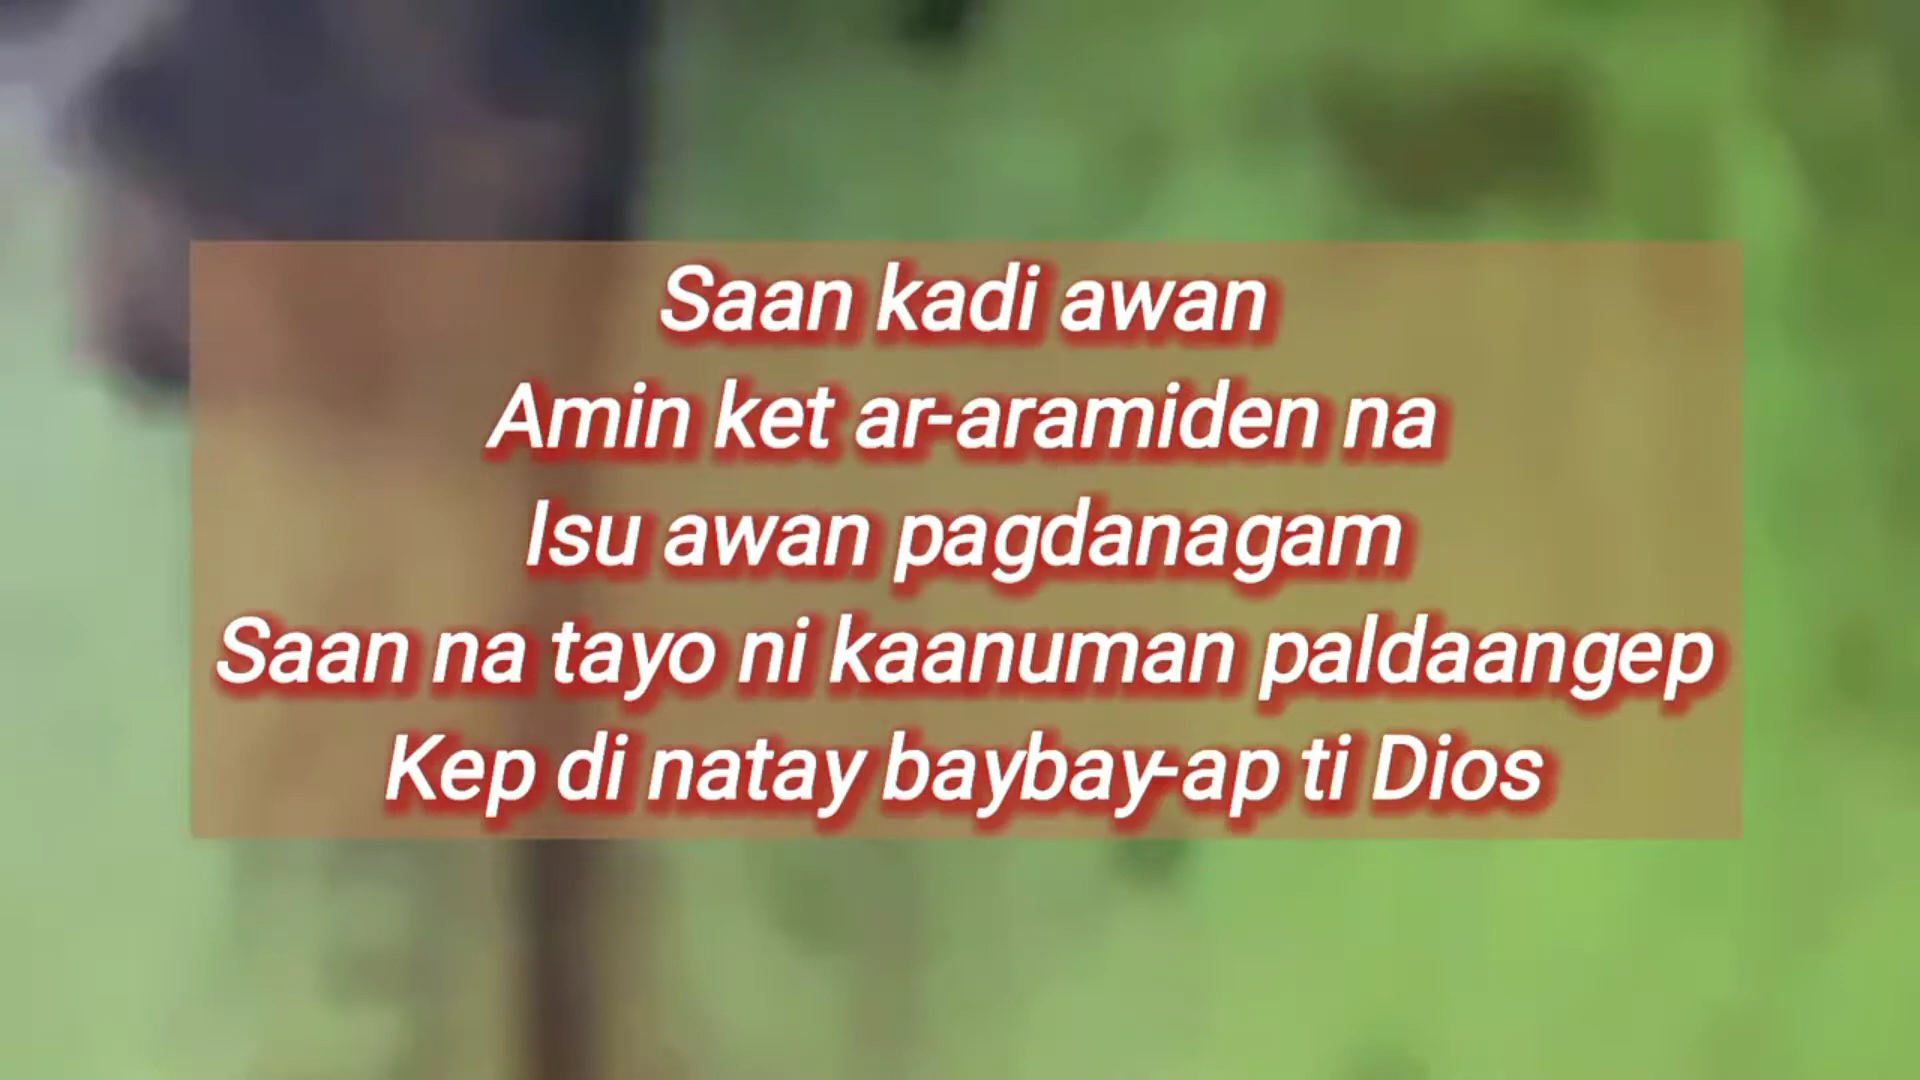 Saan kadi awan
Amin ket ar-aramiden na
Isu awan pagdanagam
Saan na tayo ni kaanuman paldaangep
Kep di natay baybay-ap ti Dios